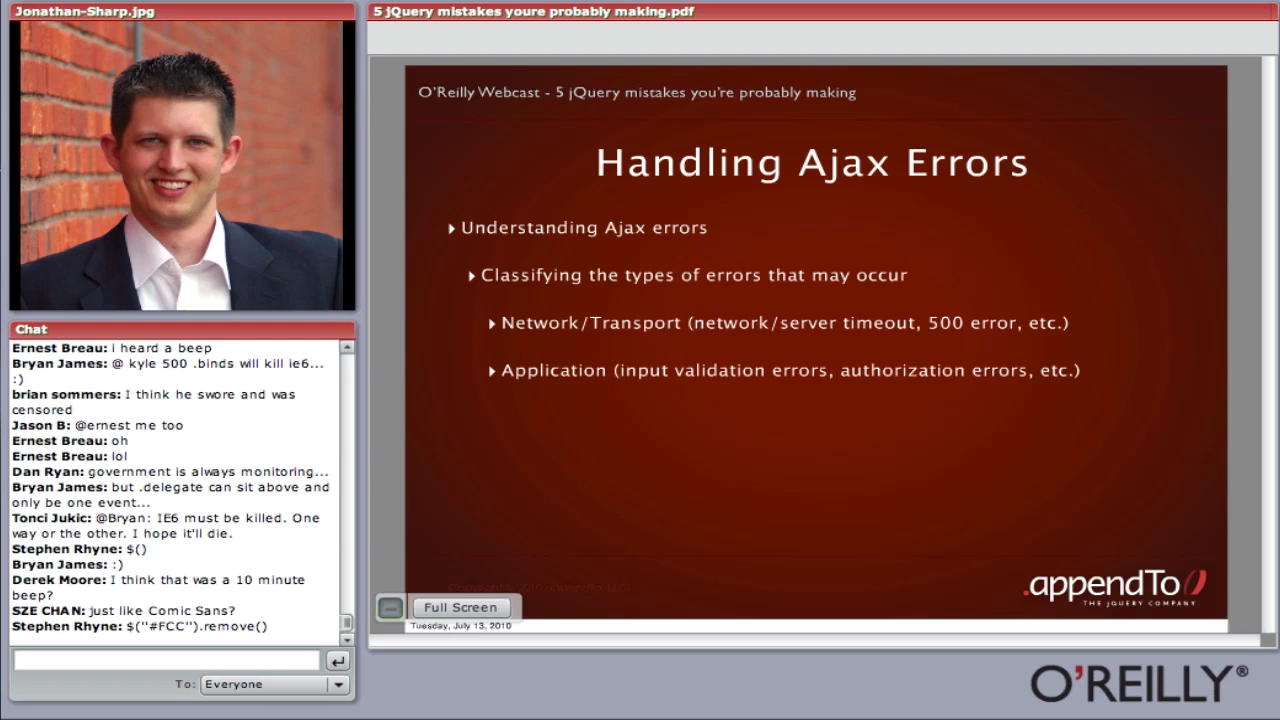 Jonathan-Sharp.jpg
Chat
Ernest Breau: i heard a beep
Bryan James: @ kyle 500 .binds will kill ie6...
:)
brian sommers: I think he swore and was
censored
Jason B: @ernest me too
Ernest Breau: oh
Ernest Breau: lol
Dan Ryan: government is always monitoring...
Bryan James: but .delegate can sit above and
only be one event...
Tonci Jukic: @Bryan: IE6 must be killed. One
way or the other. I hope it'll die.
Stephen Rhyne: $()
Bryan James: :)
Derek Moore: I think that was a 10 minute
beep?
SZE CHAN: just like Comic Sans?
Stephen Rhyne: $("#FCC").remove()
To: Everyone
5 jQuery mistakes youre probably making.pdf
O'Reilly Webcast - 5 jQuery mistakes you're probably making
Handling Ajax Errors
Understanding Ajax errors
Classifying the types of errors that may occur
Network/Transport (network/server timeout, 500 error, etc.)
Application (input validation errors, authorization errors, etc.)
.appendTo()
THE JQUERY COMPANY
Full Screen
Tuesday, July 13, 2010
O'REILLY®